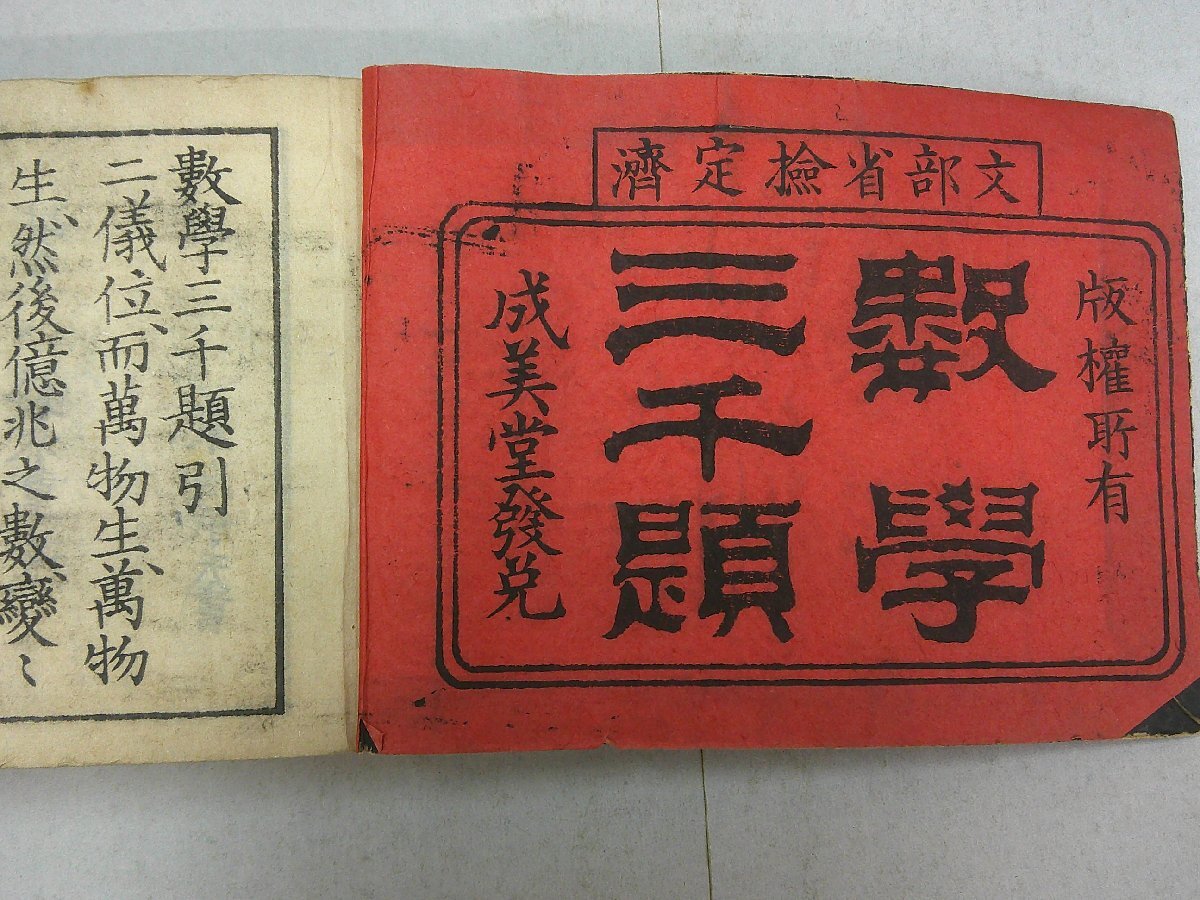 文部省撿定濟
版權所有
數學
三千題
成美堂發兌
數學三千題引
二儀位、而萬物生、萬物
生、然後億兆之數、變〻